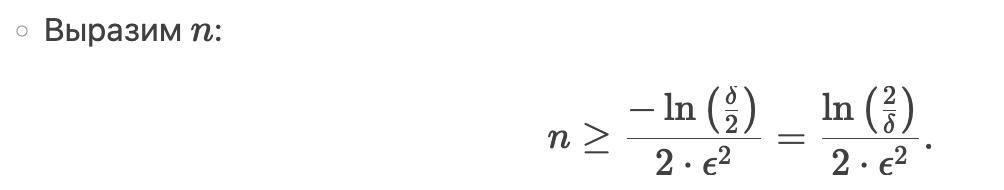 Выразим n:
n ≥ −ln(δ/2) / (2 · ϵ²) = ln(2/δ) / (2 · ϵ²).